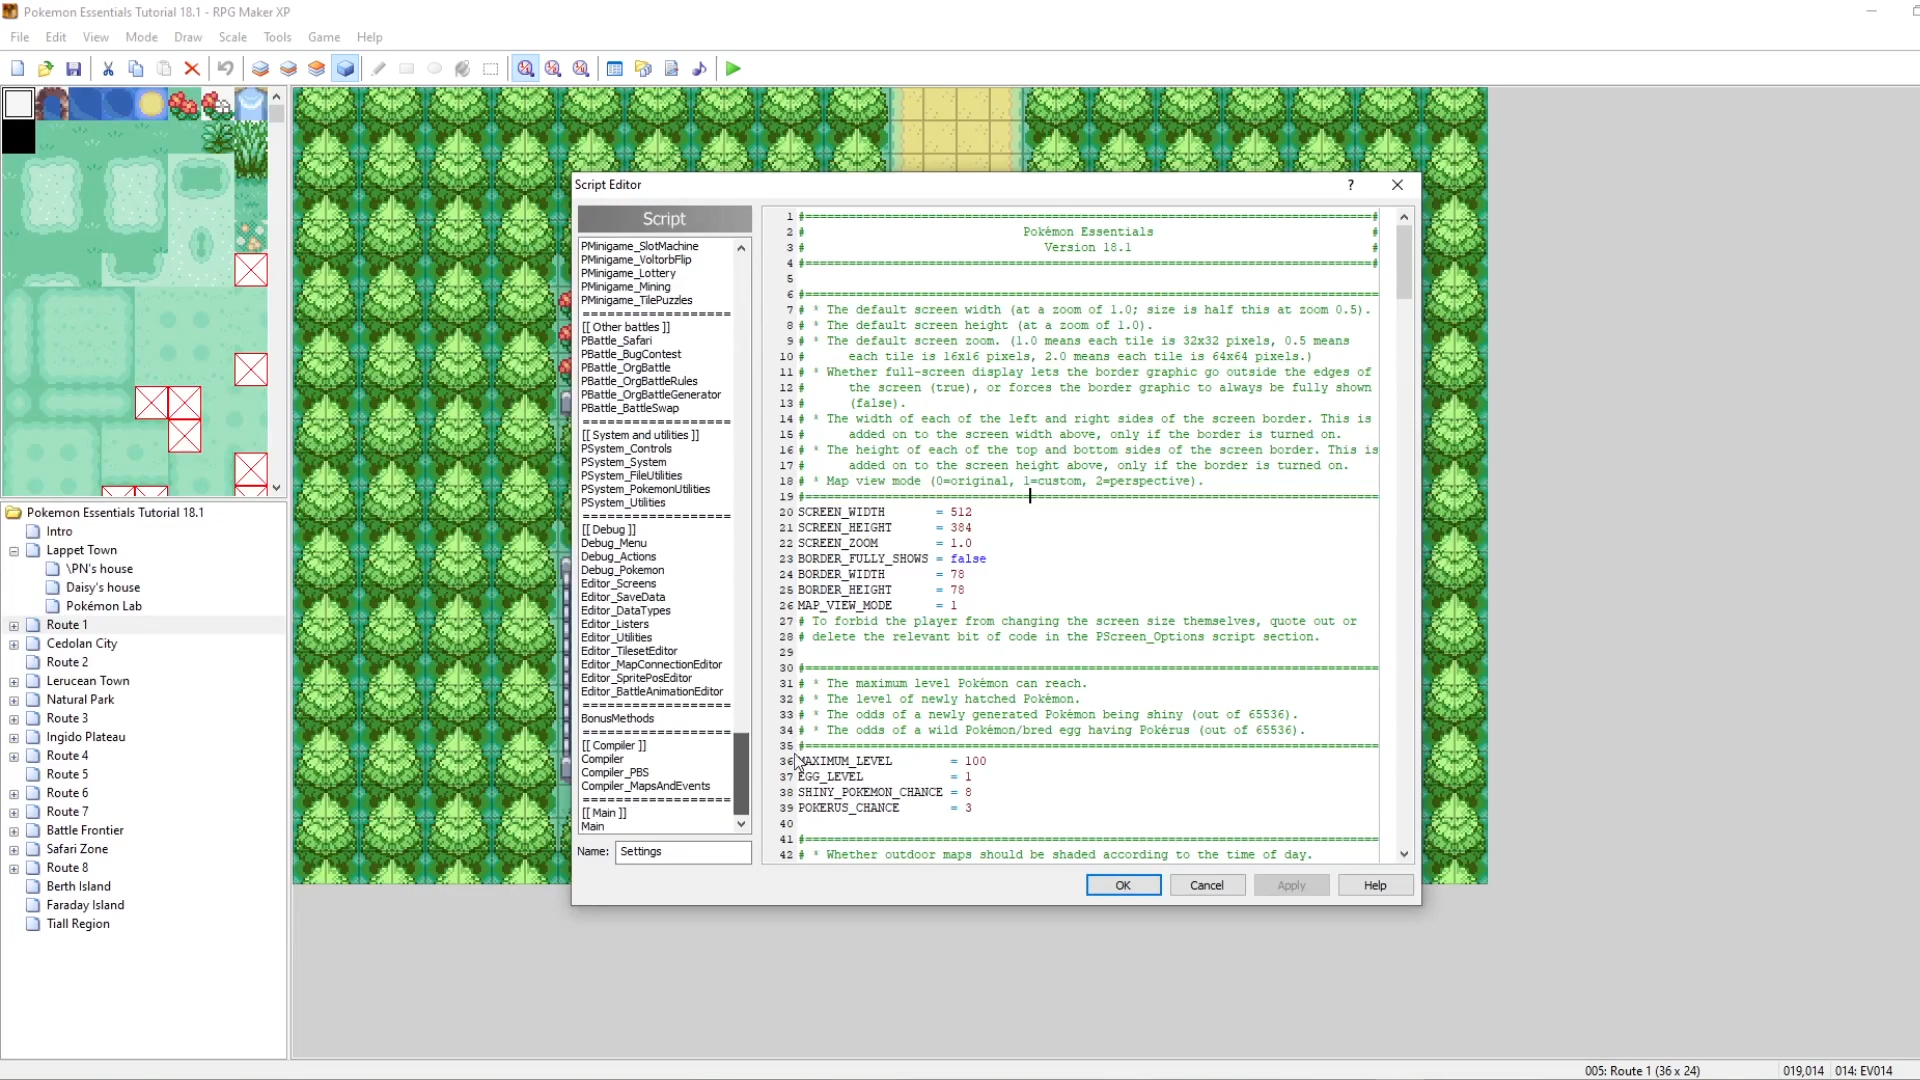 Pokemon Essentials Tutorial 18.1 - RPG Maker XP
File Edit View Mode Draw Scale Tools Game Help
Pokemon Essentials Tutorial 18.1
Intro
Lappet Town
\PN's house
Daisy's house
Pokémon Lab
Route 1
Cedolan City
Route 2
Lerucean Town
Natural Park
Route 3
Ingido Plateau
Route 4
Route 5
Route 6
Route 7
Battle Frontier
Safari Zone
Route 8
Berth Island
Faraday Island
Tiall Region
Script Editor
Script
PMinigame_SlotMachine
PMinigame_VoltorbFlip
PMinigame_Lottery
PMinigame_Mining
PMinigame_TilePuzzles
====================
[[ Other battles ]]
PBattle_Safari
PBattle_BugContest
PBattle_OrgBattle
PBattle_OrgBattleRules
PBattle_OrgBattleGenerator
PBattle_BattleSwap
====================
[[ System and utilities ]]
PSystem_Controls
PSystem_System
PSystem_FileUtilities
PSystem_PokemonUtilities
PSystem_Utilities
====================
[[ Debug ]]
Debug_Menu
Debug_Actions
Debug_Pokemon
Editor_Screens
Editor_SaveData
Editor_DataTypes
Editor_Listers
Editor_Utilities
Editor_TilesetEditor
Editor_MapConnectionEditor
Editor_SpritePosEditor
Editor_BattleAnimationEditor
====================
BonusMethods
====================
[[ Compiler ]]
Compiler
Compiler_PBS
Compiler_MapsAndEvents
====================
[[ Main ]]
Main
Name: Settings
1 #==============================================================================#
2 # Pokémon Essentials #
3 # Version 18.1 #
4 #==============================================================================#
5
6 #===============================================================================
7 # * The default screen width (at a zoom of 1.0; size is half this at zoom 0.5).
8 # * The default screen height (at a zoom of 1.0).
9 # * The default screen zoom. (1.0 means each tile is 32x32 pixels, 0.5 means
10 # each tile is 16x16 pixels, 2.0 means each tile is 64x64 pixels.)
11 # * Whether full-screen display lets the border graphic go outside the edges of
12 # the screen (true), or forces the border graphic to always be fully shown
13 # (false).
14 # * The width of each of the left and right sides of the screen border. This is
15 # added on to the screen width above, only if the border is turned on.
16 # * The height of each of the top and bottom sides of the screen border. This is
17 # added on to the screen height above, only if the border is turned on.
18 # * Map view mode (0=original, 1=custom, 2=perspective).
19 #===============================================================================
20 SCREEN_WIDTH = 512
21 SCREEN_HEIGHT = 384
22 SCREEN_ZOOM = 1.0
23 BORDER_FULLY_SHOWS = false
24 BORDER_WIDTH = 78
25 BORDER_HEIGHT = 78
26 MAP_VIEW_MODE = 1
27 # To forbid the player from changing the screen size themselves, quote out or
28 # delete the relevant bit of code in the PScreen_Options script section.
29
30 #===============================================================================
31 # * The maximum level Pokémon can reach.
32 # * The level of newly hatched Pokémon.
33 # * The odds of a newly generated Pokémon being shiny (out of 65536).
34 # * The odds of a wild Pokémon/bred egg having Pokérus (out of 65536).
35 #===============================================================================
36 MAXIMUM_LEVEL = 100
37 EGG_LEVEL = 1
38 SHINY_POKEMON_CHANCE = 8
39 POKERUS_CHANCE = 3
40
41 #===============================================================================
42 # * Whether outdoor maps should be shaded according to the time of day.
OK Cancel Apply Help
005: Route 1 (36 x 24) 019,014 014: EV014